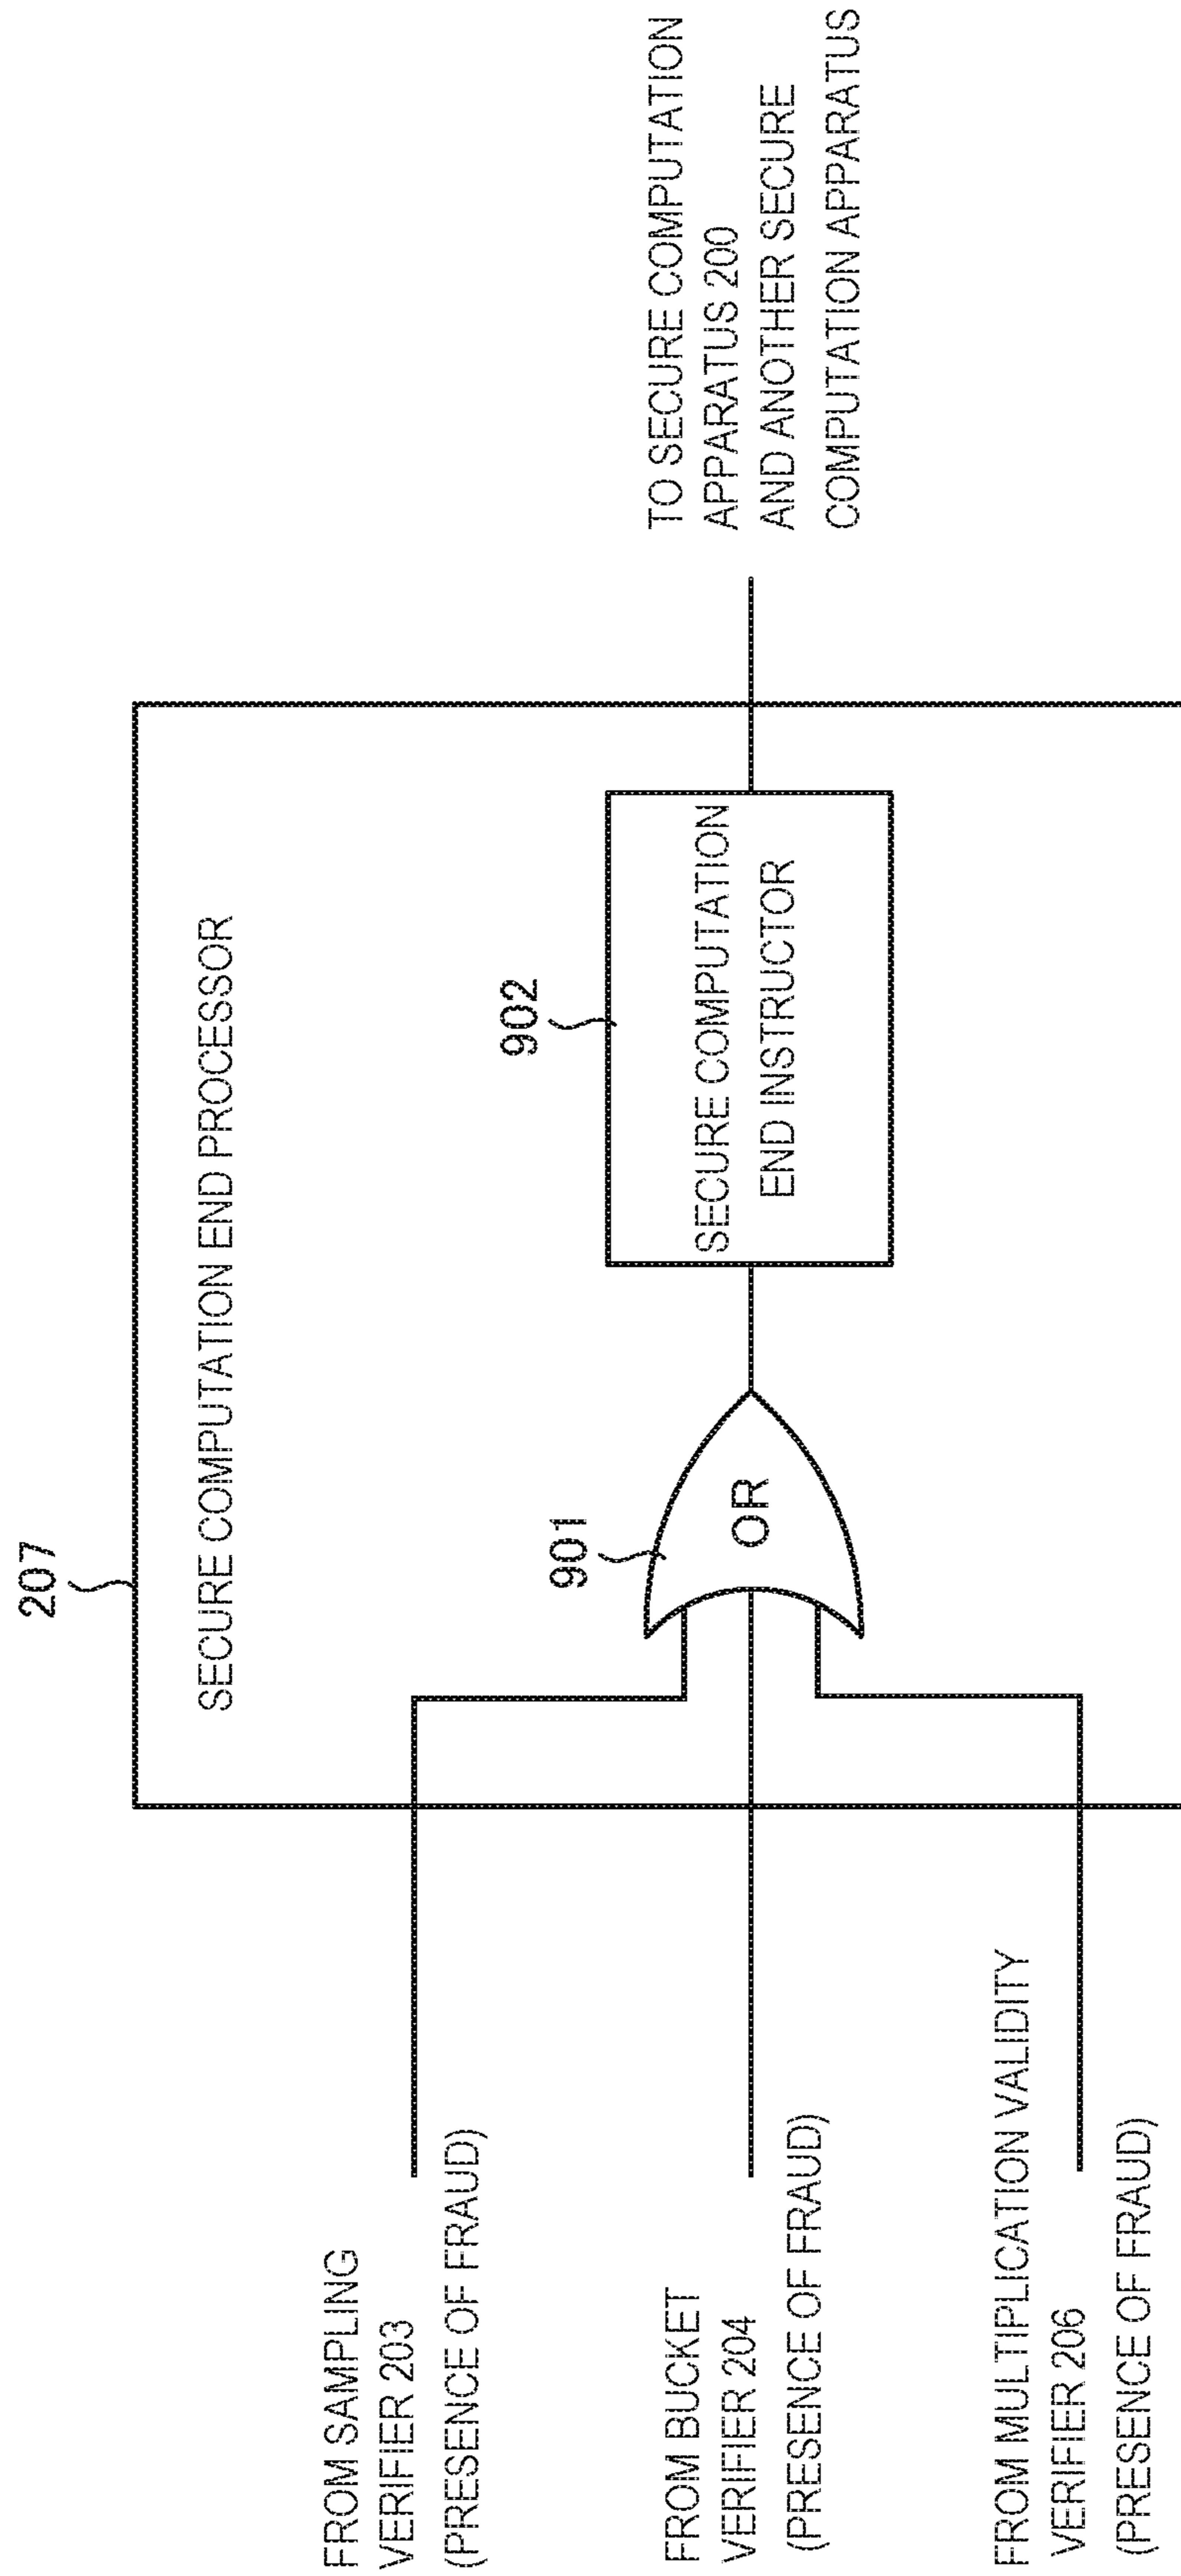 207
SECURE COMPUTATION END PROCESSOR
FROM SAMPLING
VERIFIER 203
(PRESENCE OF FRAUD)
FROM BUCKET
VERIFIER 204
(PRESENCE OF FRAUD)
FROM MULTIPLICATION VALIDITY
VERIFIER 206
(PRESENCE OF FRAUD)
901
OR
902
SECURE COMPUTATION
END INSTRUCTOR
TO SECURE COMPUTATION
APPARATUS 200
AND ANOTHER SECURE
COMPUTATION APPARATUS